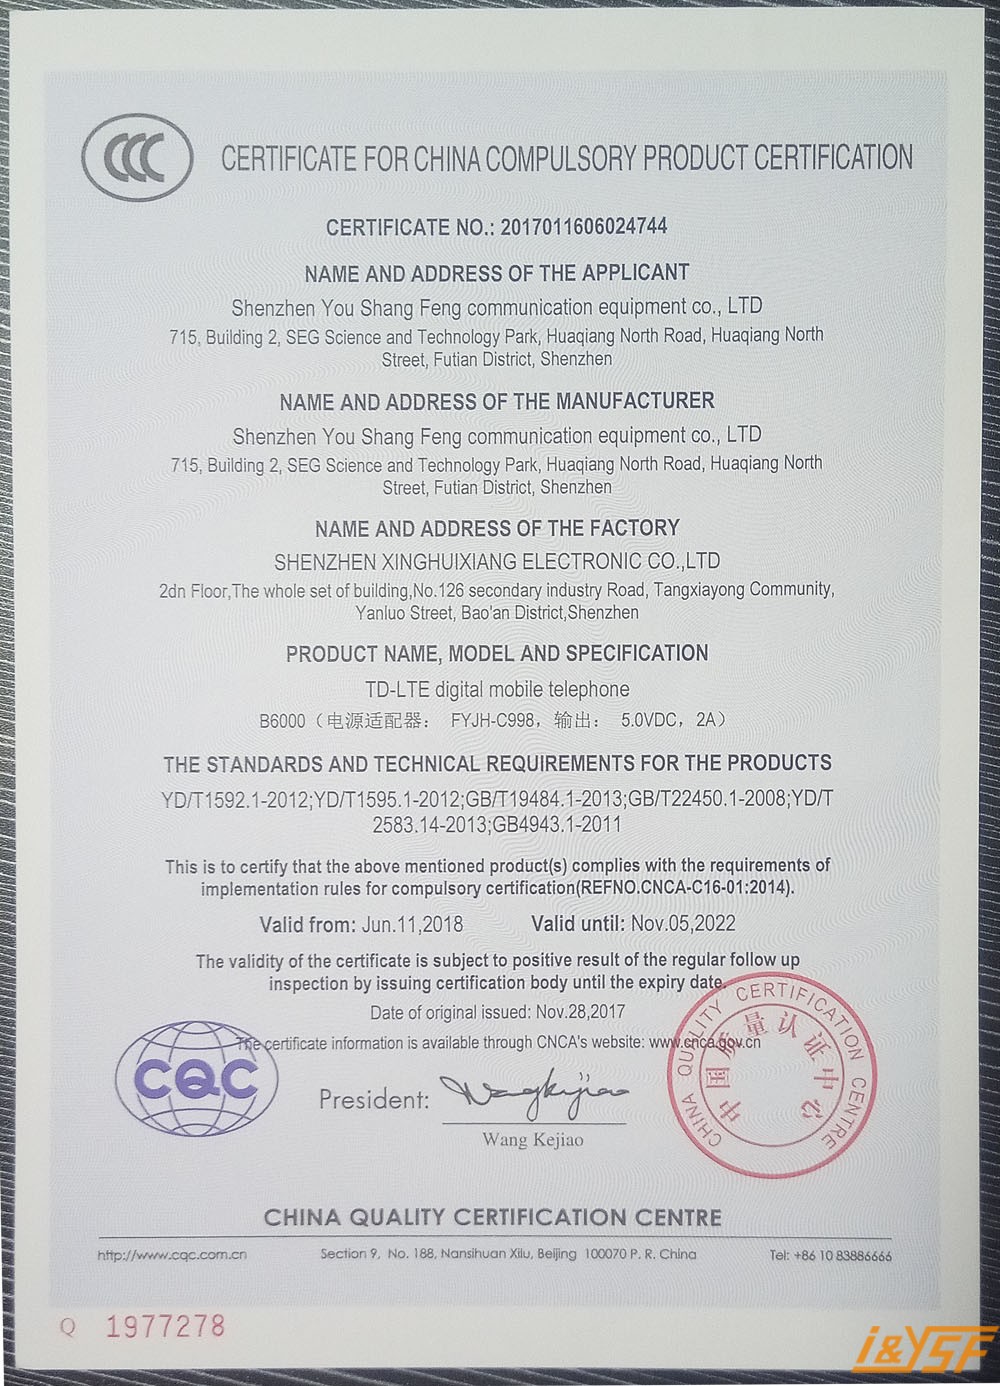 CCC CERTIFICATE FOR CHINA COMPULSORY PRODUCT CERTIFICATION
CERTIFICATE NO.: 2017011606024744
NAME AND ADDRESS OF THE APPLICANT
Shenzhen You Shang Feng communication equipment co., LTD
715, Building 2, SEG Science and Technology Park, Huaqiang North Road, Huaqiang North
Street, Futian District, Shenzhen
NAME AND ADDRESS OF THE MANUFACTURER
Shenzhen You Shang Feng communication equipment co., LTD
715, Building 2, SEG Science and Technology Park, Huaqiang North Road, Huaqiang North
Street, Futian District, Shenzhen
NAME AND ADDRESS OF THE FACTORY
SHENZHEN XINGHUIXIANG ELECTRONIC CO.,LTD
2dn Floor,The whole set of building,No.126 secondary industry Road, Tangxiayong Community,
Yanluo Street, Bao'an District,Shenzhen
PRODUCT NAME, MODEL AND SPECIFICATION
TD-LTE digital mobile telephone
B6000（电源适配器： FYJH-C998，输出： 5.0VDC，2A）
THE STANDARDS AND TECHNICAL REQUIREMENTS FOR THE PRODUCTS
YD/T1592.1-2012;YD/T1595.1-2012;GB/T19484.1-2013;GB/T22450.1-2008;YD/T
2583.14-2013;GB4943.1-2011
This is to certify that the above mentioned product(s) complies with the requirements of
implementation rules for compulsory certification(REFNO.CNCA-C16-01:2014).
Valid from: Jun.11,2018 Valid until: Nov.05,2022
The validity of the certificate is subject to positive result of the regular follow up
inspection by issuing certification body until the expiry date.
Date of original issued: Nov.28,2017
The certificate information is available through CNCA's website: www.cnca.gov.cn
CQC
President: Wangkejiao
Wang Kejiao
CHINA QUALITY CERTIFICATION CENTRE
中国质量认证中心
CHINA QUALITY CERTIFICATION CENTRE
http://www.cqc.com.cn Section 9, No. 188, Nansihuan Xilu, Beijing 100070 P. R. China Tel: +86 10 83886666
Q 1977278
i&YSF